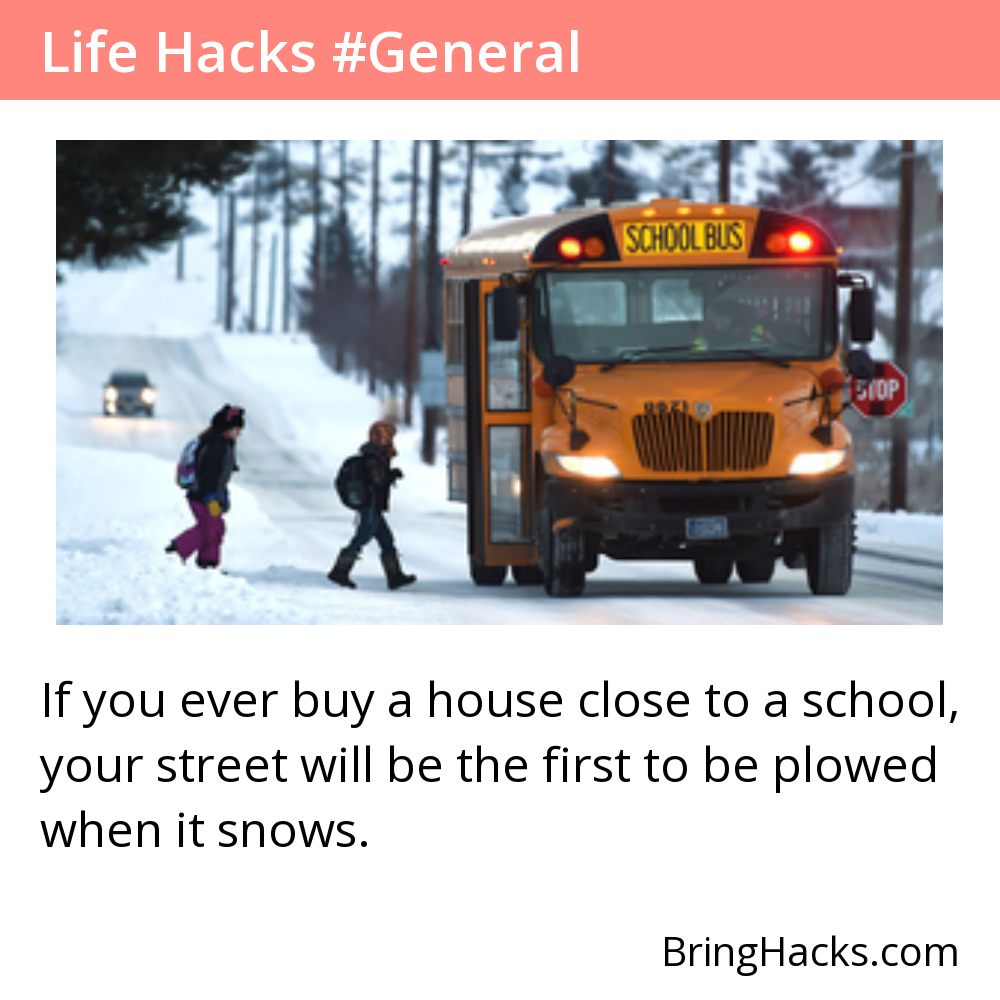 Life Hacks #General
SCHOOL BUS
STOP
If you ever buy a house close to a school,
your street will be the first to be plowed
when it snows.
BringHacks.com